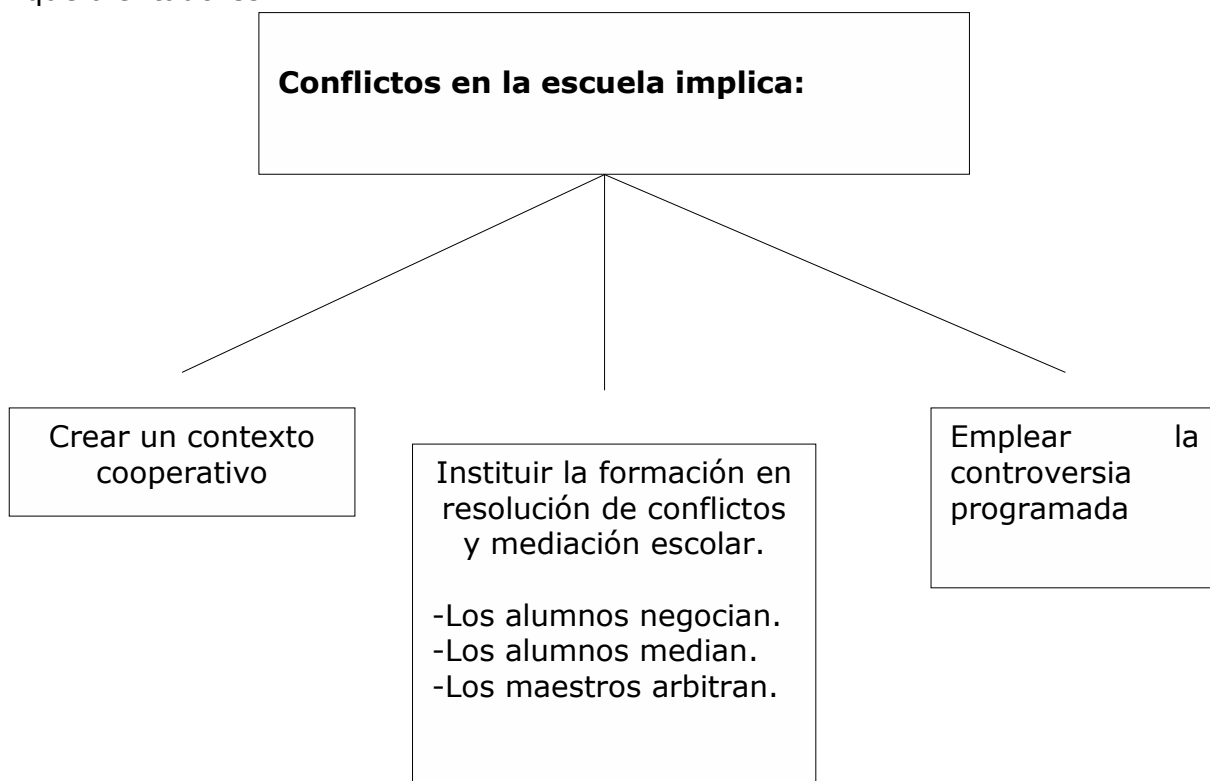 Conflictos en la escuela implica:
Crear un contexto
cooperativo
Instituir la formación en
resolución de conflictos
y mediación escolar.
-Los alumnos negocian.
-Los alumnos median.
-Los maestros arbitran.
Emplear la
controversia
programada